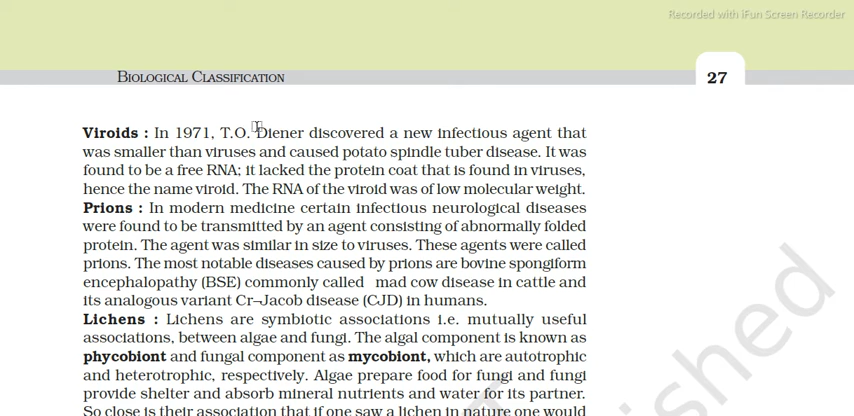 Recorded with iFun Screen Recorder
BIOLOGICAL CLASSIFICATION
27
Viroids : In 1971, T.O. Diener discovered a new infectious agent that
was smaller than viruses and caused potato spindle tuber disease. It was
found to be a free RNA; it lacked the protein coat that is found in viruses,
hence the name viroid. The RNA of the viroid was of low molecular weight.
Prions : In modern medicine certain infectious neurological diseases
were found to be transmitted by an agent consisting of abnormally folded
protein. The agent was similar in size to viruses. These agents were called
prions. The most notable diseases caused by prions are bovine spongiform
encephalopathy (BSE) commonly called mad cow disease in cattle and
its analogous variant Cr–Jacob disease (CJD) in humans.
Lichens : Lichens are symbiotic associations i.e. mutually useful
associations, between algae and fungi. The algal component is known as
phycobiont and fungal component as mycobiont, which are autotrophic
and heterotrophic, respectively. Algae prepare food for fungi and fungi
provide shelter and absorb mineral nutrients and water for its partner.
So close is their association that if one saw a lichen in nature one would